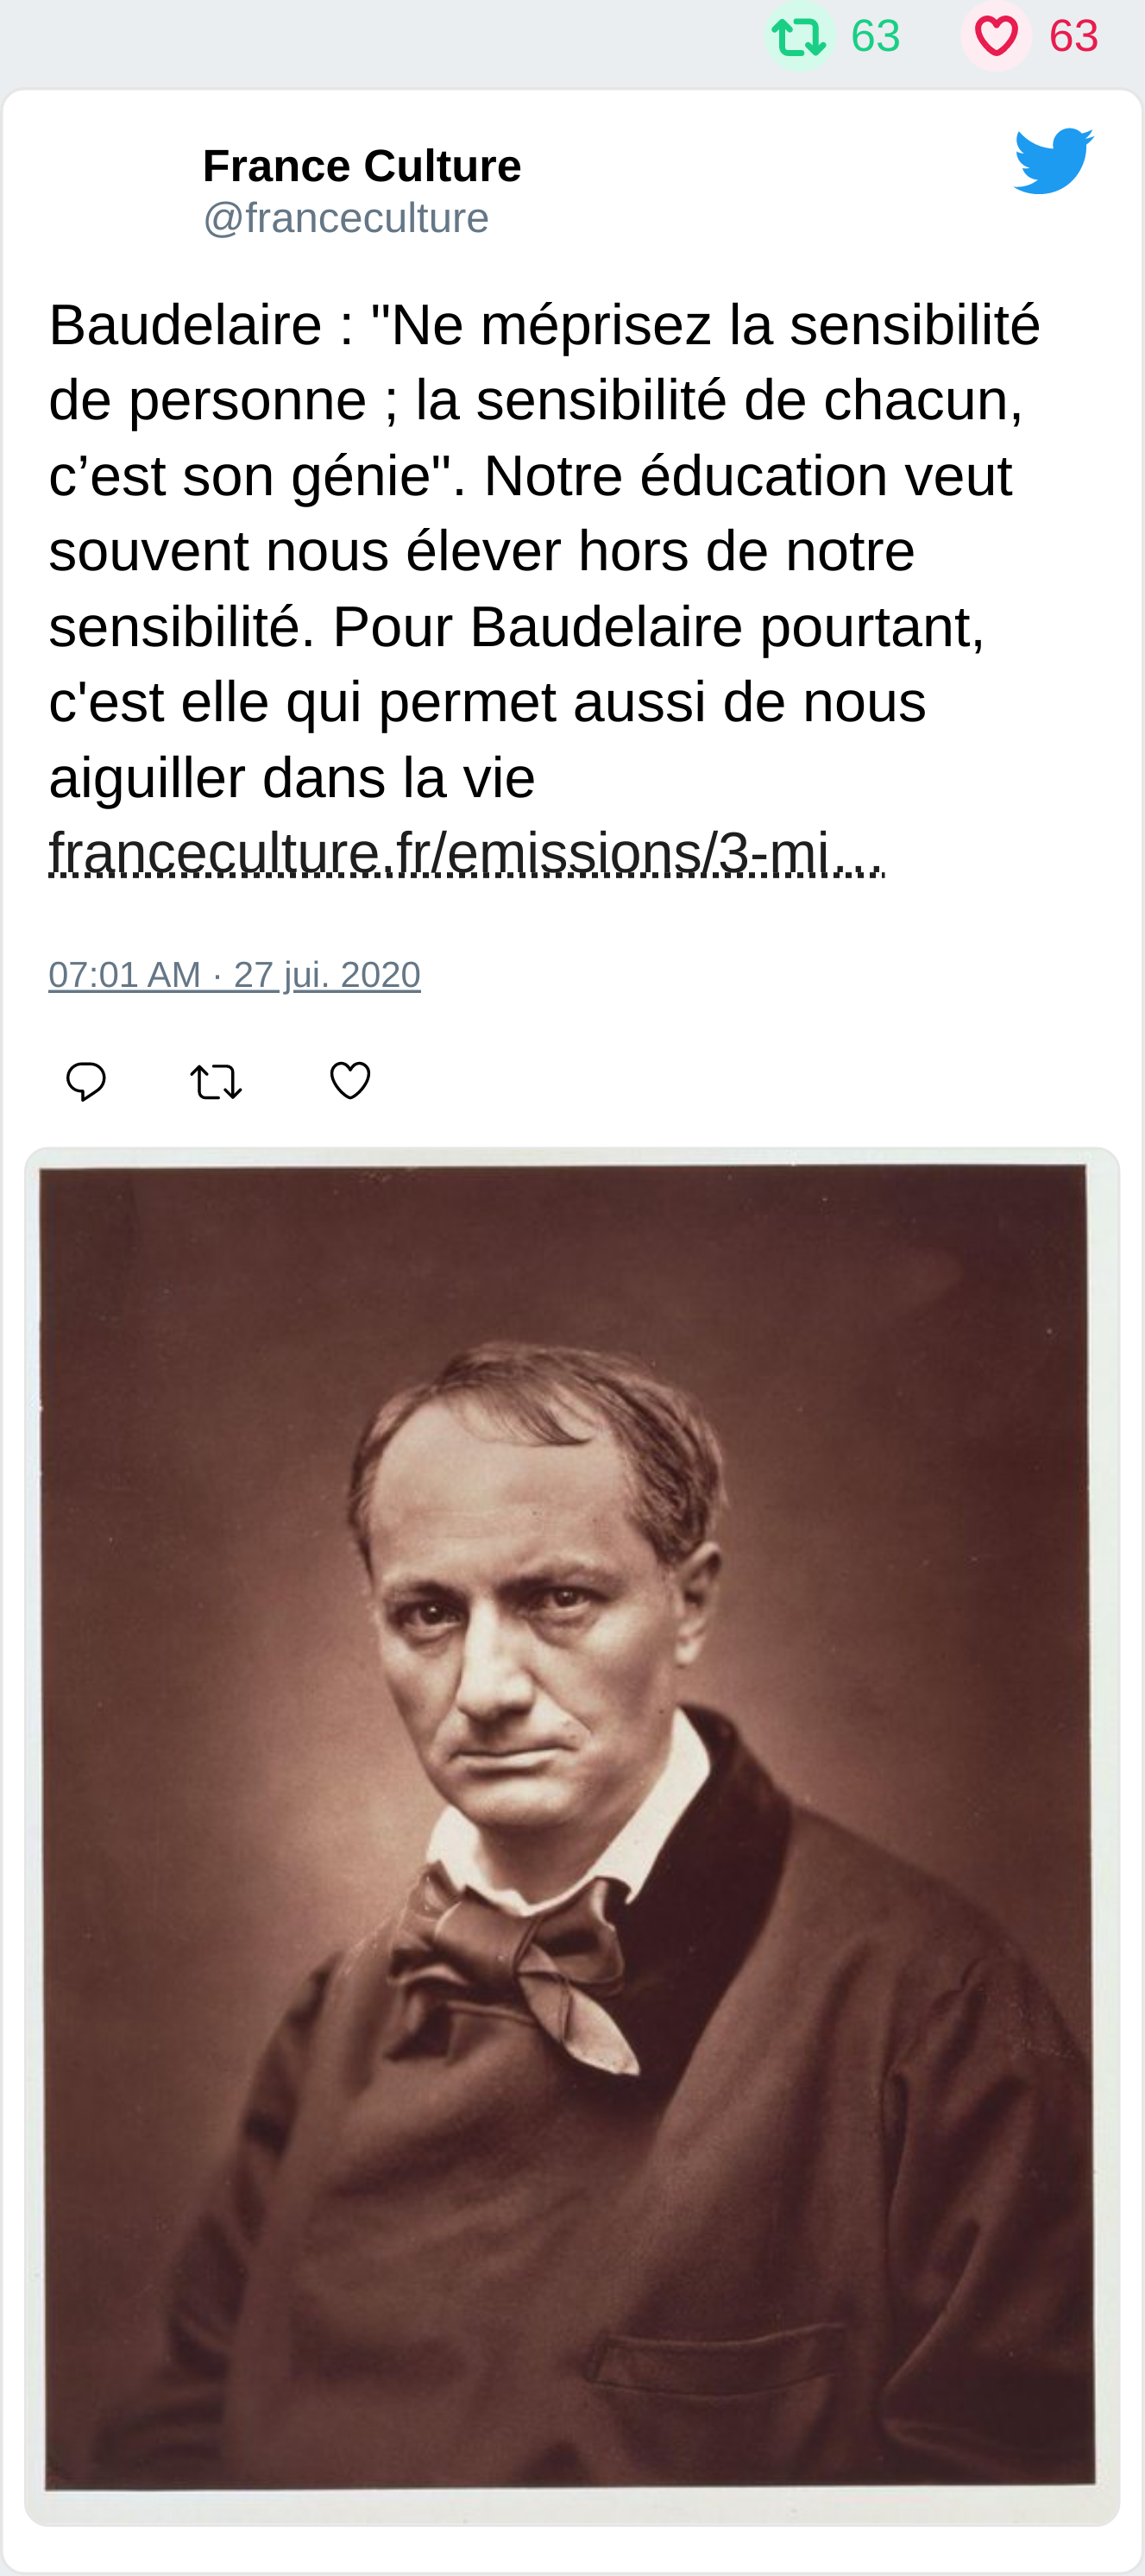 63 63
France Culture
@franceculture
Baudelaire : "Ne méprisez la sensibilité
de personne ; la sensibilité de chacun,
c’est son génie". Notre éducation veut
souvent nous élever hors de notre
sensibilité. Pour Baudelaire pourtant,
c'est elle qui permet aussi de nous
aiguiller dans la vie
franceculture.fr/emissions/3-mi…
07:01 AM · 27 jui. 2020